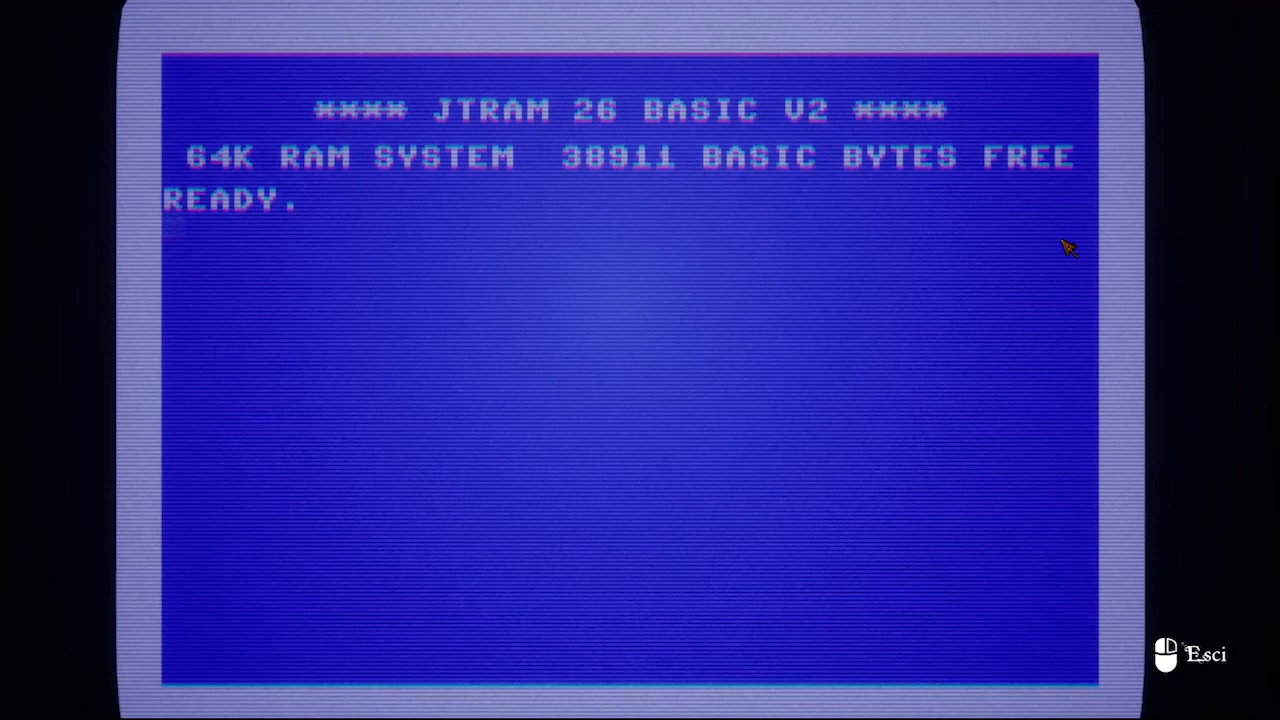 **** JTRAM 26 BASIC V2 ****
64K RAM SYSTEM  38911 BASIC BYTES FREE
READY.
Esci